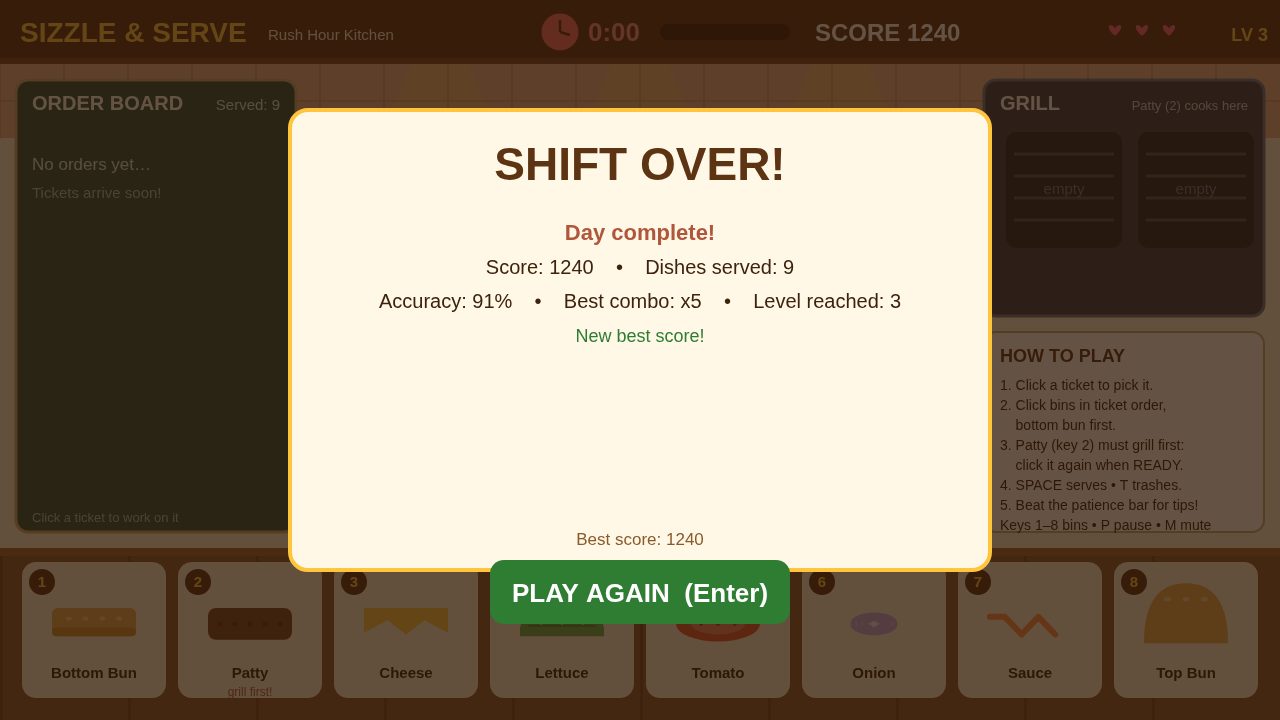 SIZZLE & SERVE Rush Hour Kitchen 0:00 SCORE 1240 LV 3
ORDER BOARD Served: 9
No orders yet…
Tickets arrive soon!
Click a ticket to work on it
SHIFT OVER!
Day complete!
Score: 1240 • Dishes served: 9
Accuracy: 91% • Best combo: x5 • Level reached: 3
New best score!
Best score: 1240
PLAY AGAIN (Enter)
GRILL Patty (2) cooks here
empty empty
HOW TO PLAY
1. Click a ticket to pick it.
2. Click bins in ticket order,
bottom bun first.
3. Patty (key 2) must grill first:
click it again when READY.
4. SPACE serves • T trashes.
5. Beat the patience bar for tips!
Keys 1–8 bins • P pause • M mute
1 2 3 6 7 8
Bottom Bun Patty Cheese Lettuce Tomato Onion Sauce Top Bun
grill first!